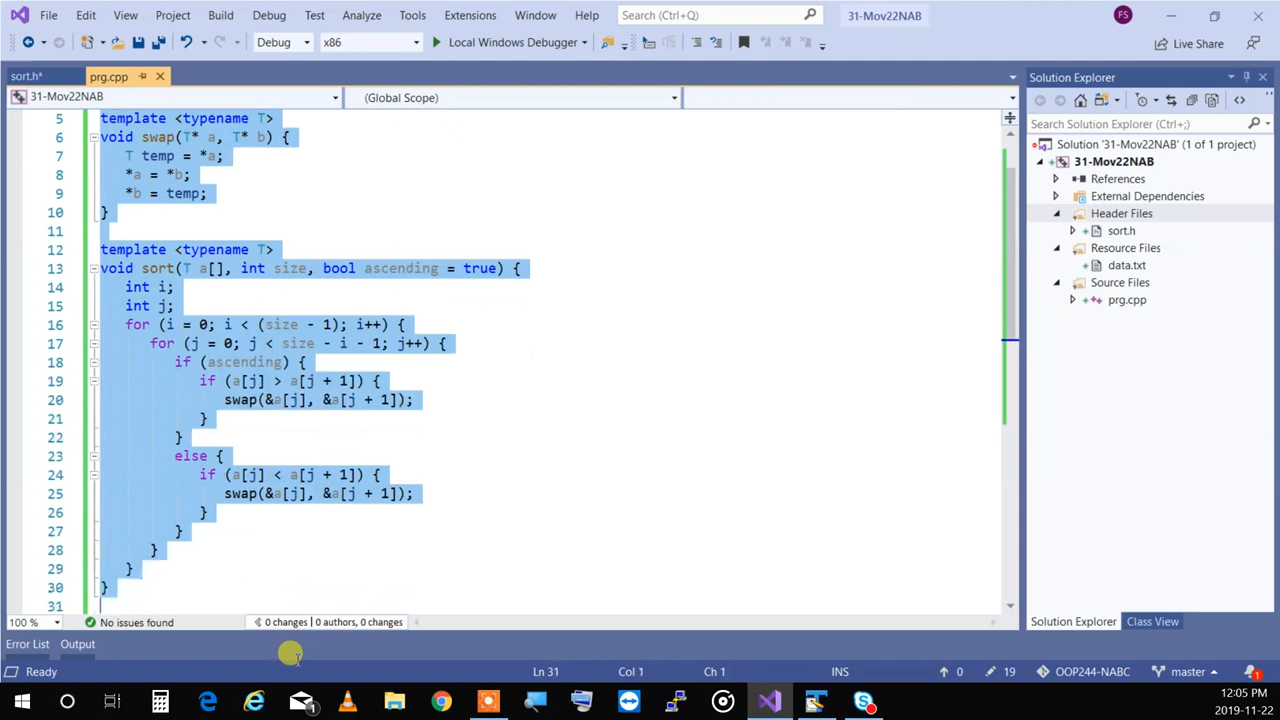 File Edit View Project Build Debug Test Analyze Tools Extensions Window Help Search (Ctrl+Q) 31-Mov22NAB FS
Debug x86 Local Windows Debugger Live Share
sort.h* prg.cpp Solution Explorer
31-Mov22NAB (Global Scope)
Search Solution Explorer (Ctrl+;)
5 template <typename T>
6 void swap(T* a, T* b) {
7 T temp = *a;
8 *a = *b;
9 *b = temp;
10 }
11
12 template <typename T>
13 void sort(T a[], int size, bool ascending = true) {
14 int i;
15 int j;
16 for (i = 0; i < (size - 1); i++) {
17 for (j = 0; j < size - i - 1; j++) {
18 if (ascending) {
19 if (a[j] > a[j + 1]) {
20 swap(&a[j], &a[j + 1]);
21 }
22 }
23 else {
24 if (a[j] < a[j + 1]) {
25 swap(&a[j], &a[j + 1]);
26 }
27 }
28 }
29 }
30 }
31
Solution '31-Mov22NAB' (1 of 1 project)
31-Mov22NAB
References
External Dependencies
Header Files
sort.h
Resource Files
data.txt
Source Files
prg.cpp
100 % No issues found 0 changes | 0 authors, 0 changes
Solution Explorer Class View
Error List Output
Ready Ln 31 Col 1 Ch 1 INS 0 19 OOP244-NABC master 1
1
12:05 PM
2019-11-22